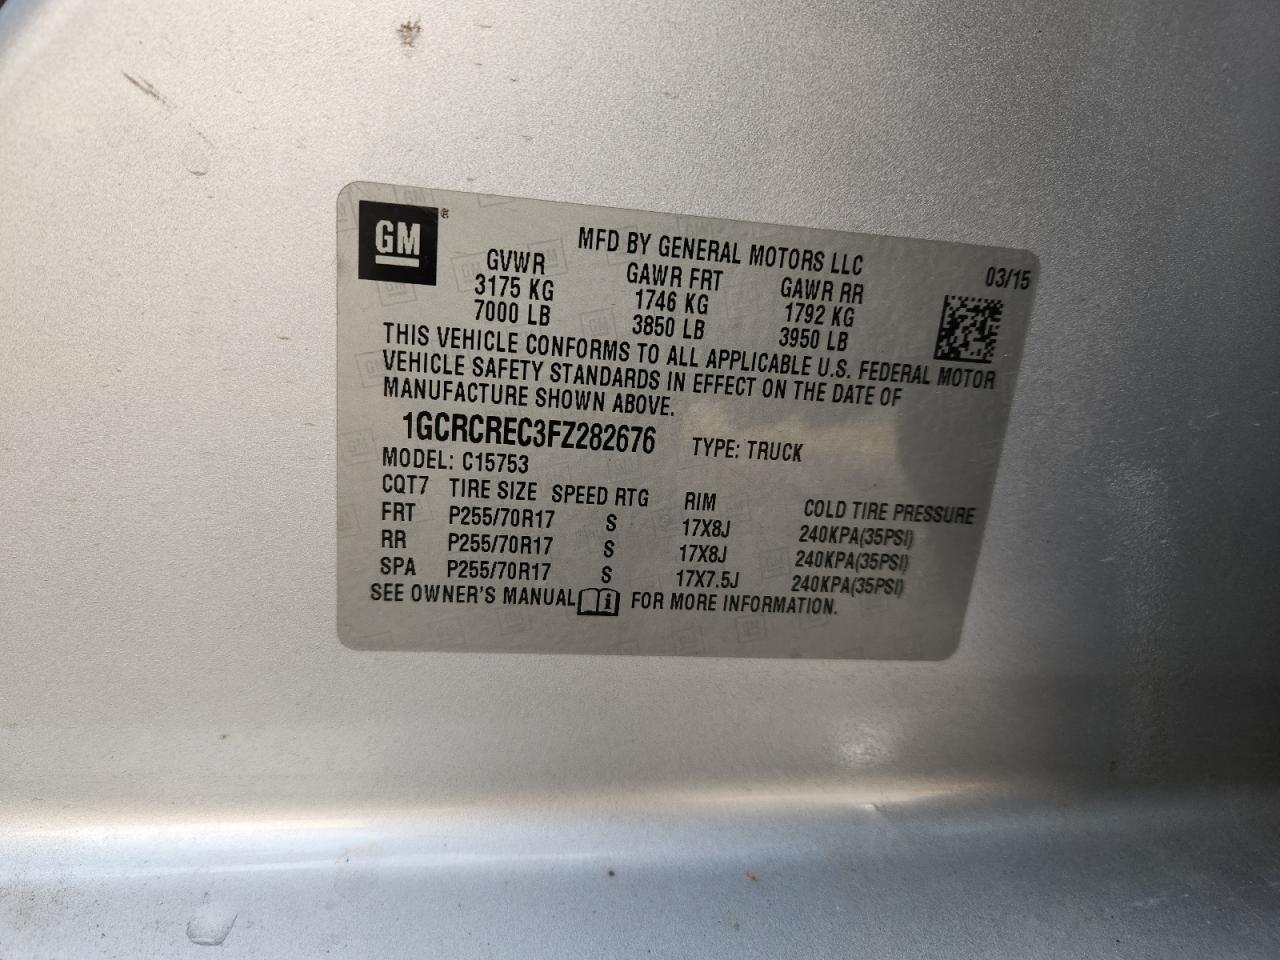 GM®
MFD BY GENERAL MOTORS LLC
03/15
GVWR GAWR FRT GAWR RR
3175 KG 1746 KG 1792 KG
7000 LB 3850 LB 3950 LB
THIS VEHICLE CONFORMS TO ALL APPLICABLE U.S. FEDERAL MOTOR
VEHICLE SAFETY STANDARDS IN EFFECT ON THE DATE OF
MANUFACTURE SHOWN ABOVE.
1GCRCREC3FZ282676 TYPE: TRUCK
MODEL: C15753
CQT7 TIRE SIZE SPEED RTG RIM COLD TIRE PRESSURE
FRT P255/70R17 S 17X8J 240KPA(35PSI)
RR P255/70R17 S 17X8J 240KPA(35PSI)
SPA P255/70R17 S 17X7.5J 240KPA(35PSI)
SEE OWNER'S MANUAL FOR MORE INFORMATION.